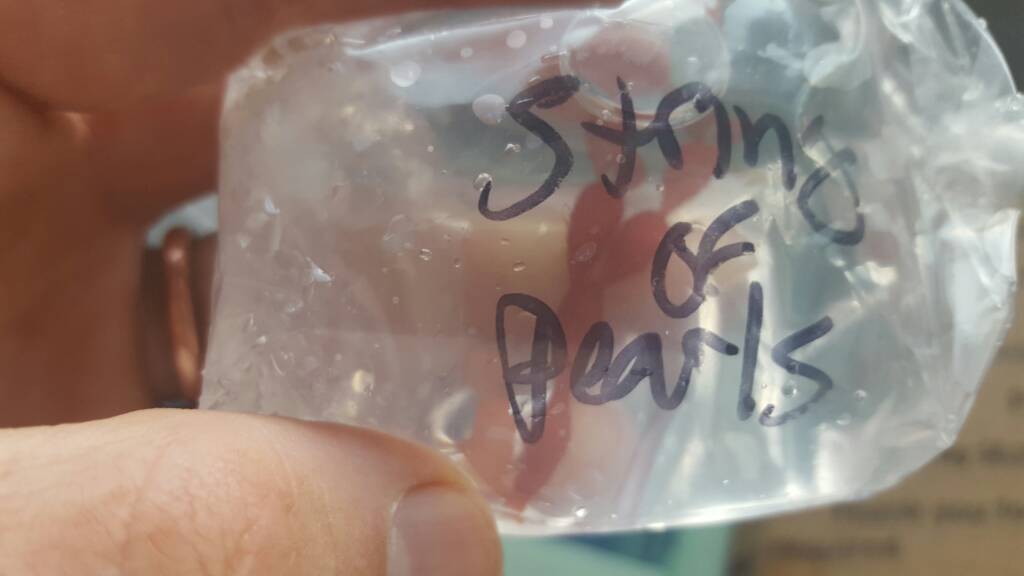 String
of
Pearls